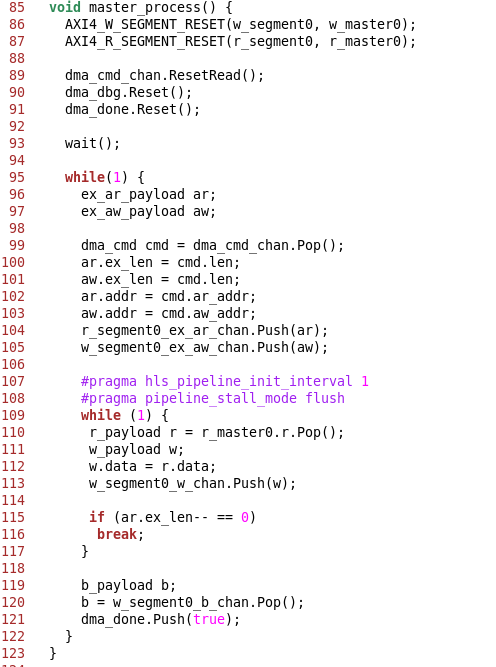 85 void master_process() {
86 AXI4_W_SEGMENT_RESET(w_segment0, w_master0);
87 AXI4_R_SEGMENT_RESET(r_segment0, r_master0);
88
89 dma_cmd_chan.ResetRead();
90 dma_dbg.Reset();
91 dma_done.Reset();
92
93 wait();
94
95 while(1) {
96 ex_ar_payload ar;
97 ex_aw_payload aw;
98
99 dma_cmd cmd = dma_cmd_chan.Pop();
100 ar.ex_len = cmd.len;
101 aw.ex_len = cmd.len;
102 ar.addr = cmd.ar_addr;
103 aw.addr = cmd.aw_addr;
104 r_segment0_ex_ar_chan.Push(ar);
105 w_segment0_ex_aw_chan.Push(aw);
106
107 #pragma hls_pipeline_init_interval 1
108 #pragma pipeline_stall_mode flush
109 while (1) {
110 r_payload r = r_master0.r.Pop();
111 w_payload w;
112 w.data = r.data;
113 w_segment0_w_chan.Push(w);
114
115 if (ar.ex_len-- == 0)
116 break;
117 }
118
119 b_payload b;
120 b = w_segment0_b_chan.Pop();
121 dma_done.Push(true);
122 }
123 }